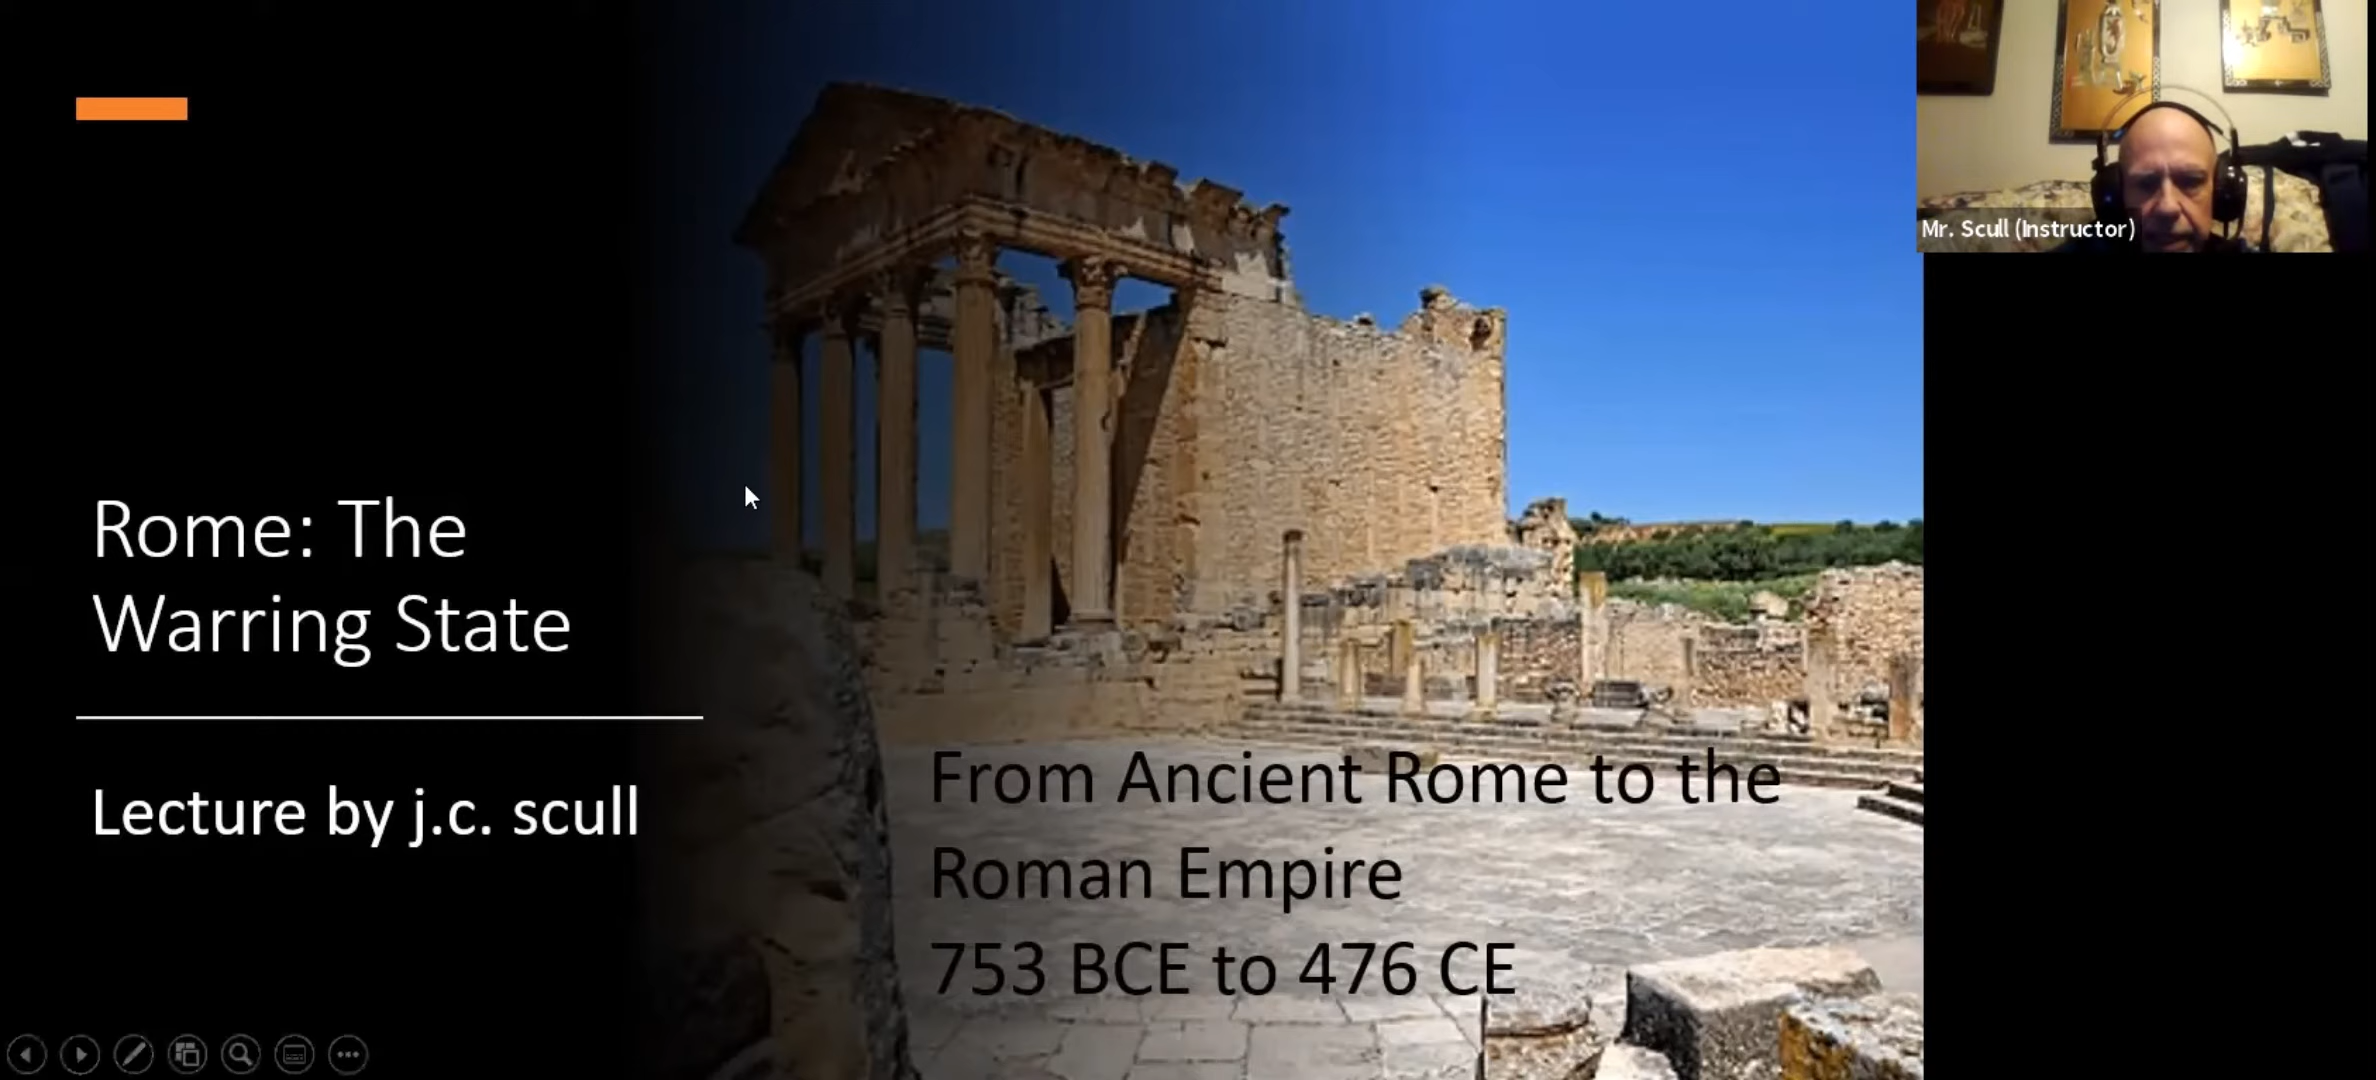 Rome: The
Warring State
Lecture by j.c. scull
From Ancient Rome to the
Roman Empire
753 BCE to 476 CE
Mr. Scull (Instructor)